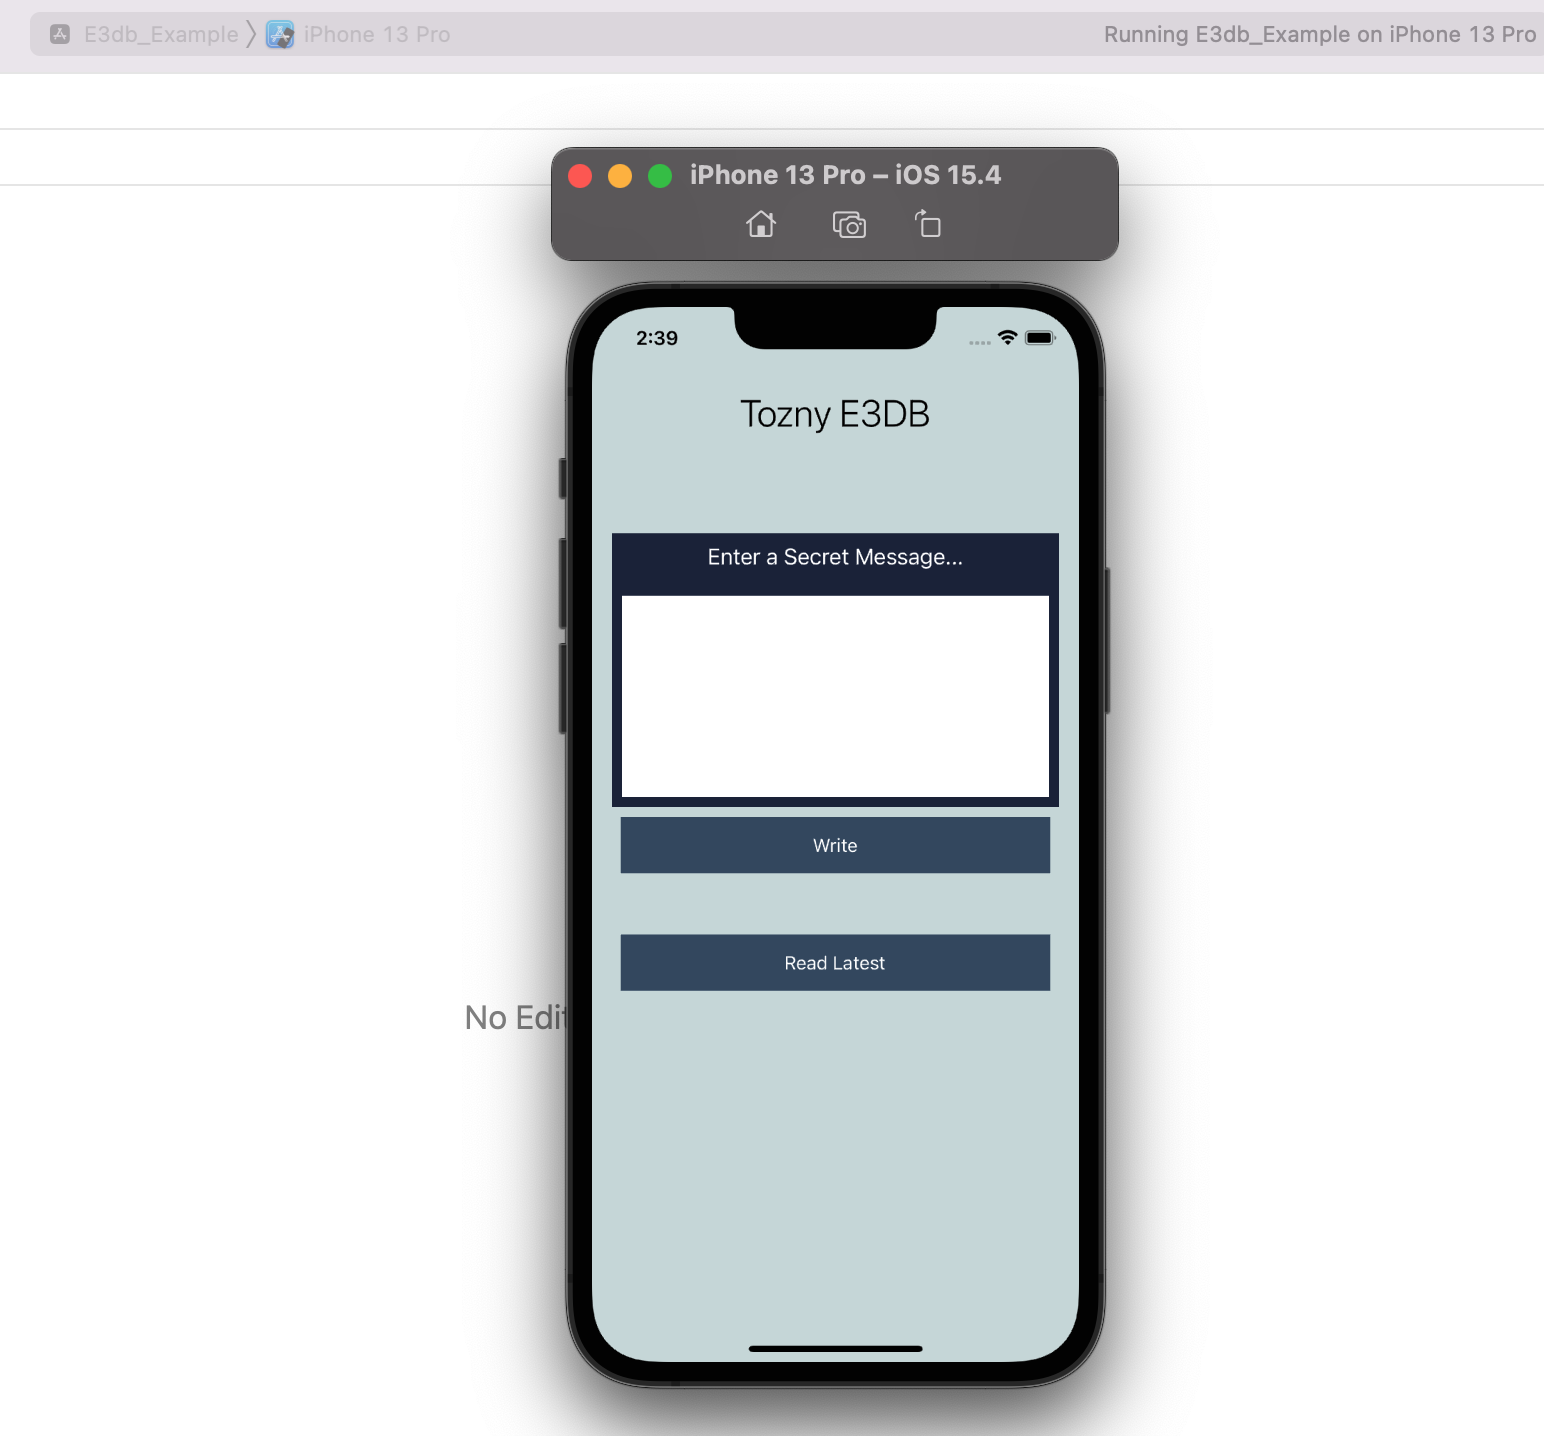 E3db_Example
iPhone 13 Pro
Running E3db_Example on iPhone 13 Pro
iPhone 13 Pro – iOS 15.4
2:39
Tozny E3DB
Enter a Secret Message...
Write
Read Latest
No Edit